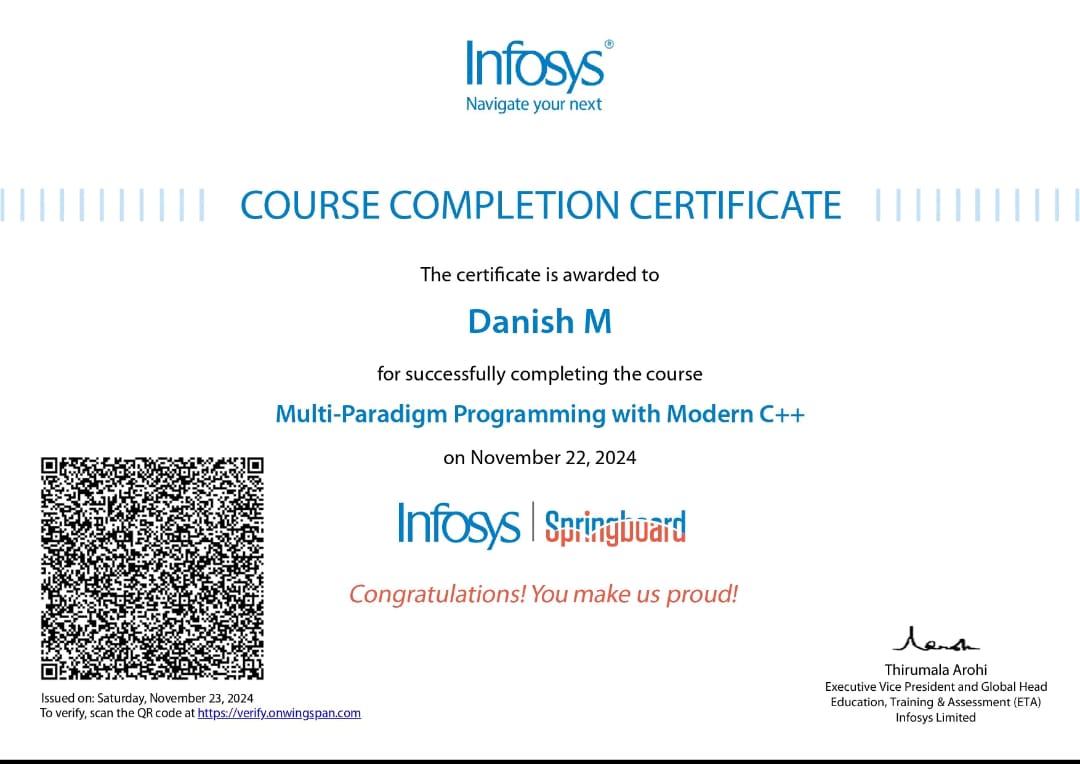 Infosys®
Navigate your next
COURSE COMPLETION CERTIFICATE
The certificate is awarded to
Danish M
for successfully completing the course
Multi-Paradigm Programming with Modern C++
on November 22, 2024
Infosys | Springboard
Congratulations! You make us proud!
Issued on: Saturday, November 23, 2024
To verify, scan the QR code at https://verify.onwingspan.com
Thirumala Arohi
Executive Vice President and Global Head
Education, Training & Assessment (ETA)
Infosys Limited